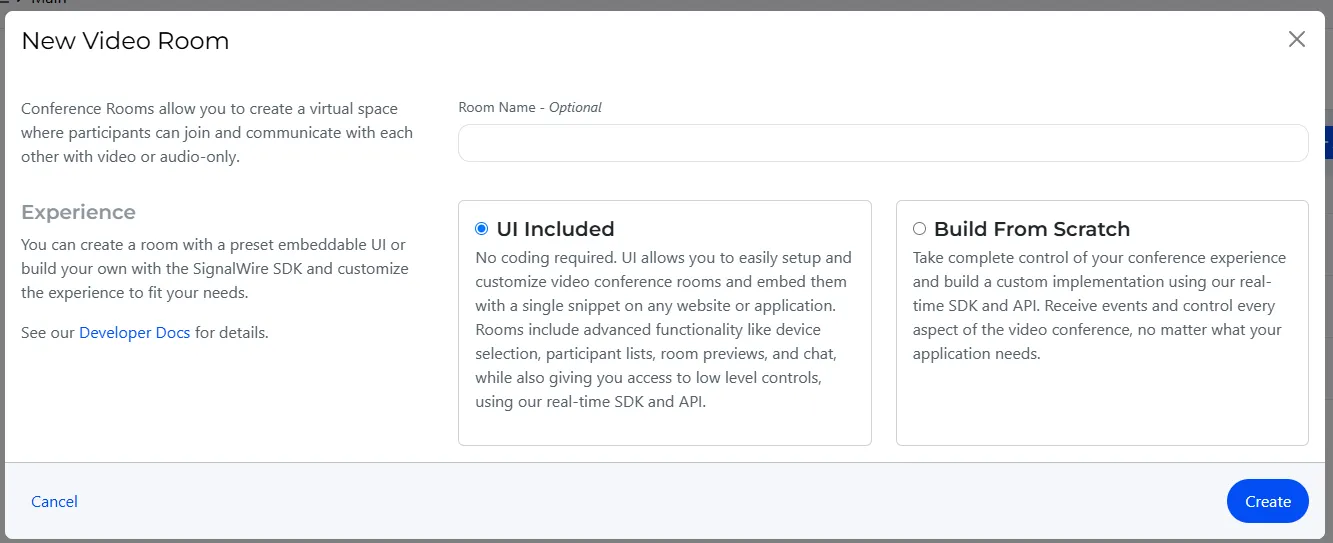 Main
New Video Room
Conference Rooms allow you to create a virtual space
where participants can join and communicate with each
other with video or audio-only.
Room Name - Optional
Experience
You can create a room with a preset embeddable UI or
build your own with the SignalWire SDK and customize
the experience to fit your needs.
See our Developer Docs for details.
UI Included
No coding required. UI allows you to easily setup and
customize video conference rooms and embed them
with a single snippet on any website or application.
Rooms include advanced functionality like device
selection, participant lists, room previews, and chat,
while also giving you access to low level controls,
using our real-time SDK and API.
Build From Scratch
Take complete control of your conference experience
and build a custom implementation using our real-
time SDK and API. Receive events and control every
aspect of the video conference, no matter what your
application needs.
Cancel
Create